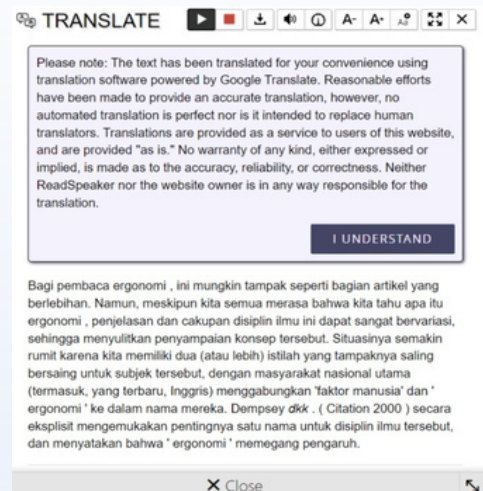 TRANSLATE
A- A+
Please note: The text has been translated for your convenience using
translation software powered by Google Translate. Reasonable efforts
have been made to provide an accurate translation, however, no
automated translation is perfect nor is it intended to replace human
translators. Translations are provided as a service to users of this website,
and are provided "as is." No warranty of any kind, either expressed or
implied, is made as to the accuracy, reliability, or correctness. Neither
ReadSpeaker nor the website owner is in any way responsible for the
translation.
I UNDERSTAND
Bagi pembaca ergonomi , ini mungkin tampak seperti bagian artikel yang
berlebihan. Namun, meskipun kita semua merasa bahwa kita tahu apa itu
ergonomi , penjelasan dan cakupan disiplin ilmu ini dapat sangat bervariasi,
sehingga menyulitkan penyampaian konsep tersebut. Situasinya semakin
rumit karena kita memiliki dua (atau lebih) istilah yang tampaknya saling
bersaing untuk subjek tersebut, dengan masyarakat nasional utama
(termasuk, yang terbaru, Inggris) menggabungkan 'faktor manusia' dan '
ergonomi ' ke dalam nama mereka. Dempsey dkk . ( Citation 2000 ) secara
eksplisit mengemukakan pentingnya satu nama untuk disiplin ilmu tersebut,
dan menyatakan bahwa ' ergonomi ' memegang pengaruh.
Close